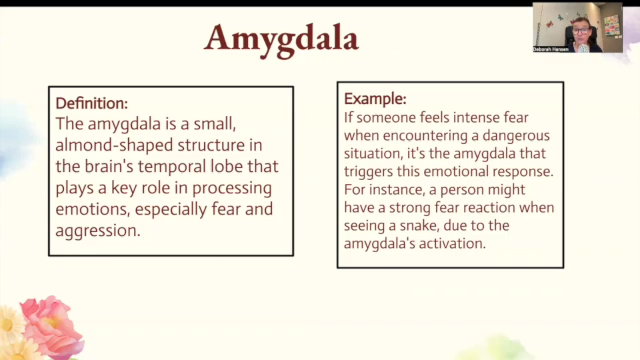 Amygdala
Deborah Hansen
Definition:
The amygdala is a small,
almond-shaped structure in
the brain's temporal lobe that
plays a key role in processing
emotions, especially fear and
aggression.
Example:
If someone feels intense fear
when encountering a dangerous
situation, it's the amygdala that
triggers this emotional response.
For instance, a person might
have a strong fear reaction when
seeing a snake, due to the
amygdala's activation.